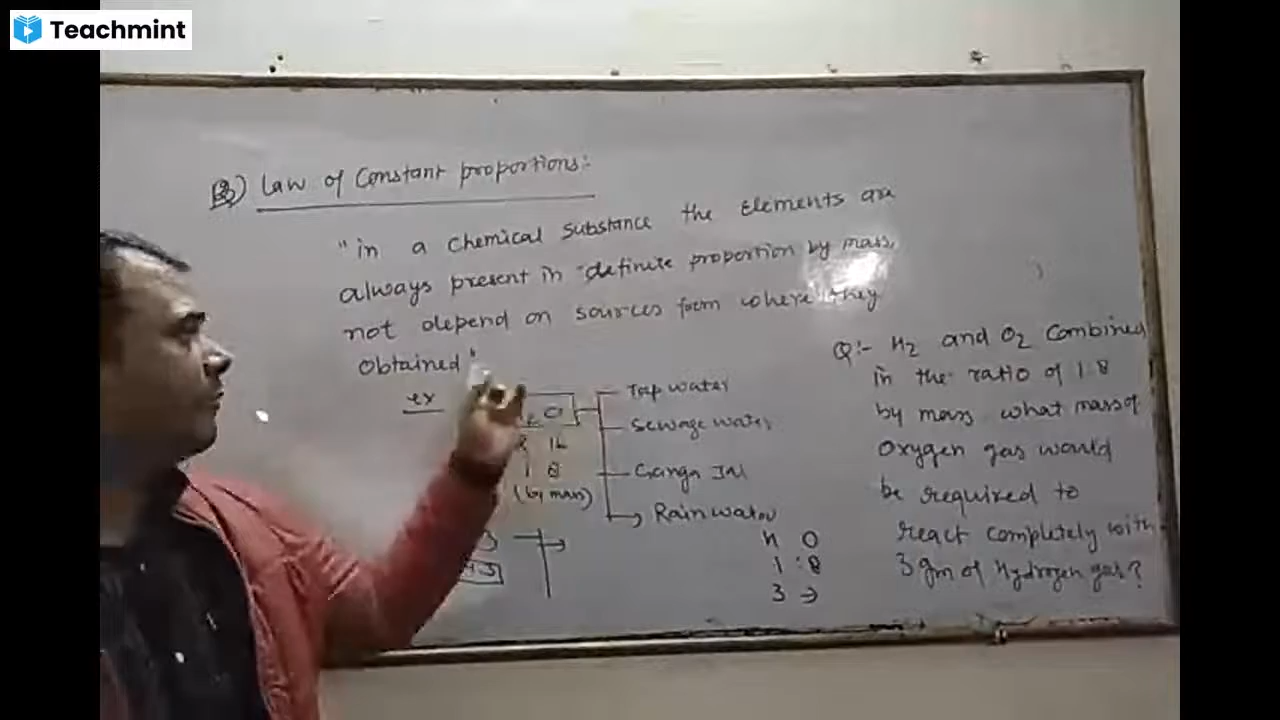 Teachmint
B) Law of Constant proportions:
" in a chemical substance the Elements are
always present in definite proportion by mass,
not depend on sources form where they
obtained"
ex
O
Tap water
Sewage water
Ganga Jal
Rain water
2 16
1 8
(by mass)
H O
1 : 8
3 →
Q:- H2 and O2 Combined
in the ratio of 1:8
by mass what mass of
Oxygen gas would
be required to
react completely with
3 gm of Hydrogen gas?